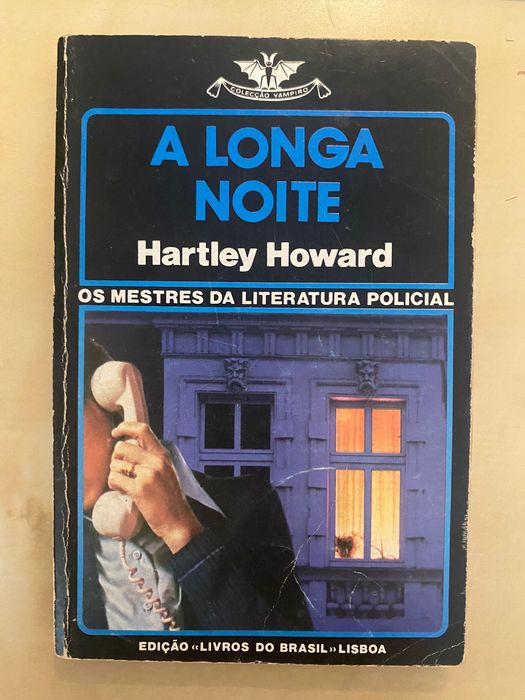 COLECÇÃO VAMPIRO
A LONGA
NOITE
Hartley Howard
OS MESTRES DA LITERATURA POLICIAL
EDIÇÃO «LIVROS DO BRASIL» LISBOA